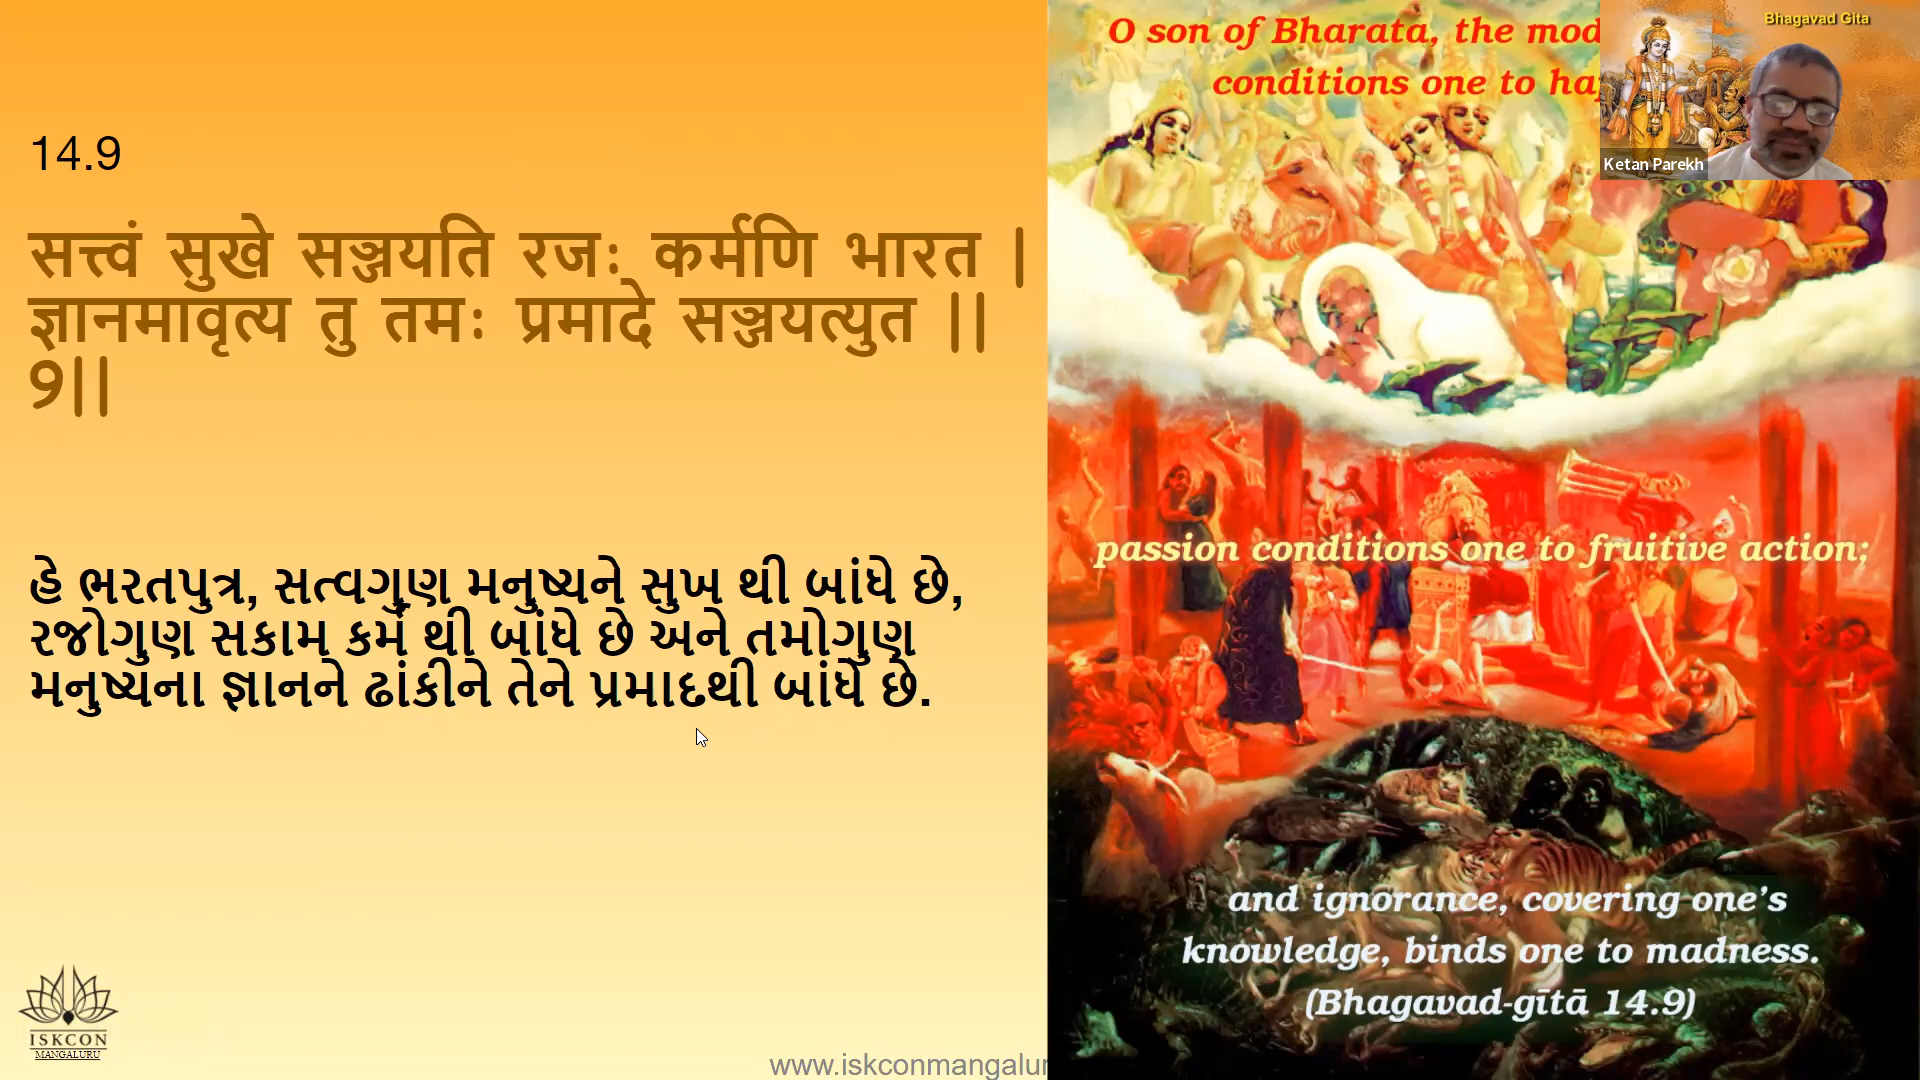 14.9
सत्त्वं सुखे सञ्जयति रजः कर्मणि भारत |
ज्ञानमावृत्य तु तमः प्रमादे सञ्जयत्युत ||
9||
હે ભરતપુત્ર, સત્વગુણ મનુષ્યને સુખ થી બાંધે છે,
રજોગુણ સકામ કર્મ થી બાંધે છે અને તમોગુણ
મનુષ્યના જ્ઞાનને ઢાંકીને તેને પ્રમાદથી બાંધે છે.
ISKCON
MANGALURU
www.iskconmangalur
O son of Bharata, the mod
conditions one to ha
Bhagavad Gita
Ketan Parekh
passion conditions one to fruitive action;
and ignorance, covering one's
knowledge, binds one to madness.
(Bhagavad-gītā 14.9)